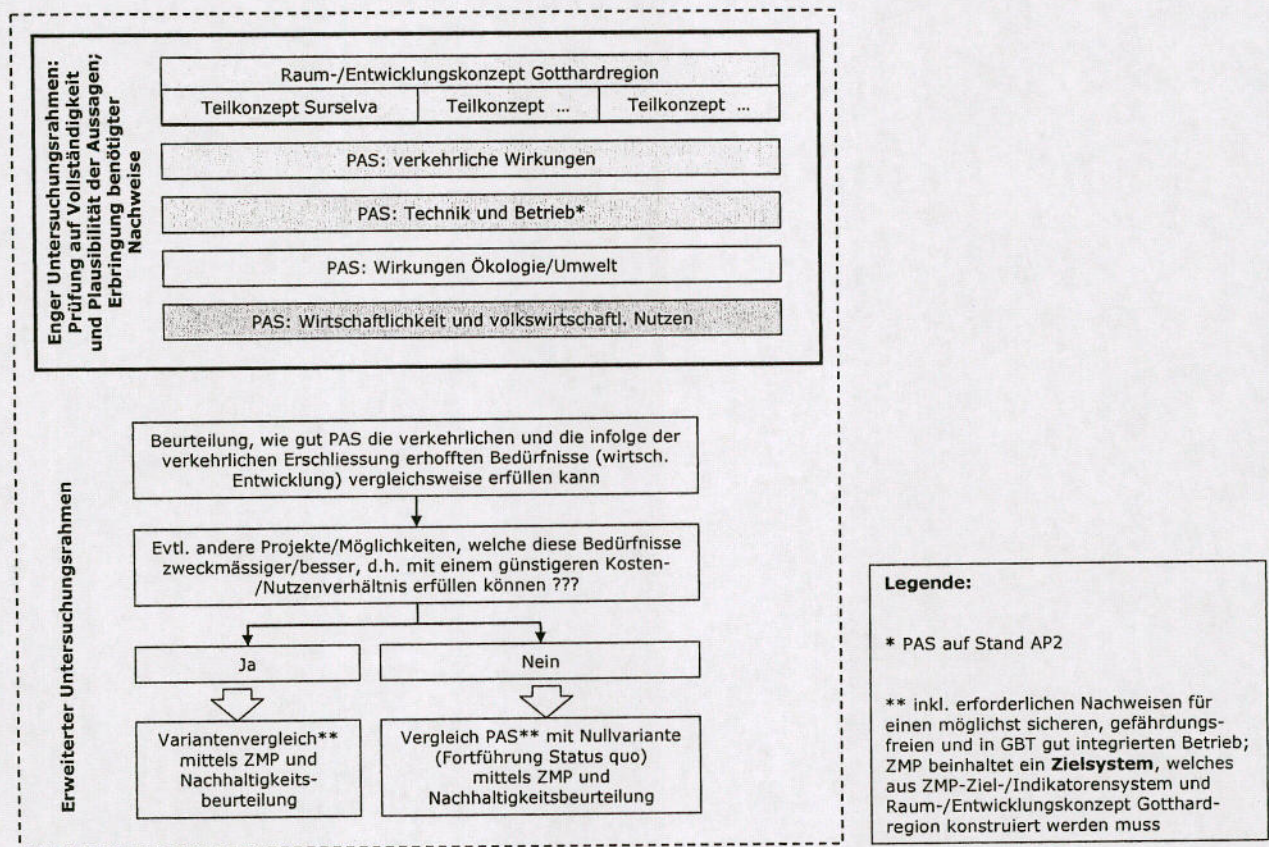 Enger Untersuchungsrahmen:
Prüfung auf Vollständigkeit
und Plausibilität der Aussagen;
Erbringung benötigter
Nachweise
Raum-/Entwicklungskonzept Gotthardregion
Teilkonzept Surselva
Teilkonzept ...
Teilkonzept ...
PAS: verkehrliche Wirkungen
PAS: Technik und Betrieb*
PAS: Wirkungen Ökologie/Umwelt
PAS: Wirtschaftlichkeit und volkswirtschaftl. Nutzen
Erweiterter Untersuchungsrahmen
Beurteilung, wie gut PAS die verkehrlichen und die infolge der
verkehrlichen Erschliessung erhofften Bedürfnisse (wirtsch.
Entwicklung) vergleichsweise erfüllen kann
Evtl. andere Projekte/Möglichkeiten, welche diese Bedürfnisse
zweckmässiger/besser, d.h. mit einem günstigeren Kosten-
/Nutzenverhältnis erfüllen können ???
Ja
Nein
Variantenvergleich**
mittels ZMP und
Nachhaltigkeits-
beurteilung
Vergleich PAS** mit Nullvariante
(Fortführung Status quo)
mittels ZMP und
Nachhaltigkeitsbeurteilung
Legende:
* PAS auf Stand AP2
** inkl. erforderlichen Nachweisen für
einen möglichst sicheren, gefährdungs-
freien und in GBT gut integrierten Betrieb;
ZMP beinhaltet ein Zielsystem, welches
aus ZMP-Ziel-/Indikatorensystem und
Raum-/Entwicklungskonzept Gotthard-
region konstruiert werden muss